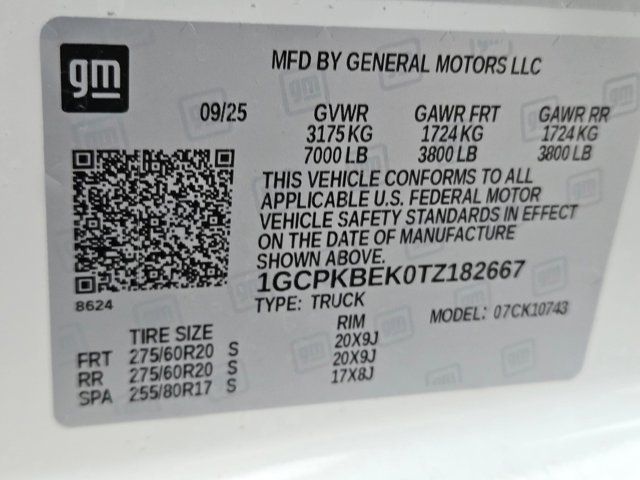 gm
MFD BY GENERAL MOTORS LLC
09/25 GVWR GAWR FRT GAWR RR
3175 KG 1724 KG 1724 KG
7000 LB 3800 LB 3800 LB
THIS VEHICLE CONFORMS TO ALL
APPLICABLE U.S. FEDERAL MOTOR
VEHICLE SAFETY STANDARDS IN EFFECT
ON THE DATE OF MANUFACTURE
SHOWN ABOVE.
1GCPKBEK0TZ182667
8624
TYPE: TRUCK MODEL: 07CK10743
TIRE SIZE RIM
FRT 275/60R20 S 20X9J
RR 275/60R20 S 20X9J
SPA 255/80R17 S 17X8J